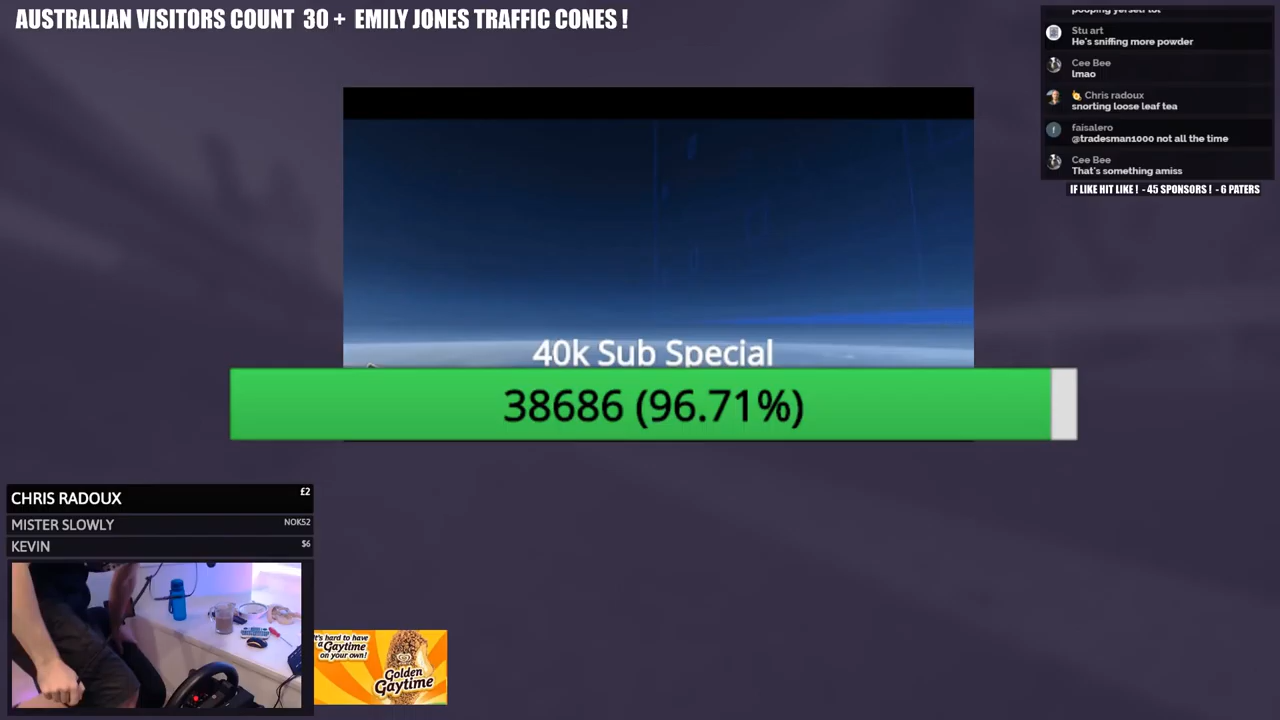 AUSTRALIAN VISITORS COUNT 30 + EMILY JONES TRAFFIC CONES !
pooping yerself lol
Stu art
He's sniffing more powder
Cee Bee
lmao
Chris radoux
snorting loose leaf tea
faisalero
@tradesman1000 not all the time
Cee Bee
That's something amiss
IF LIKE HIT LIKE ! - 45 SPONSORS ! - 6 PATERS
40k Sub Special
38686 (96.71%)
CHRIS RADOUX £2
MISTER SLOWLY NOK52
KEVIN $6
It's hard to have
a Gaytime
on your own!
Golden
Gaytime